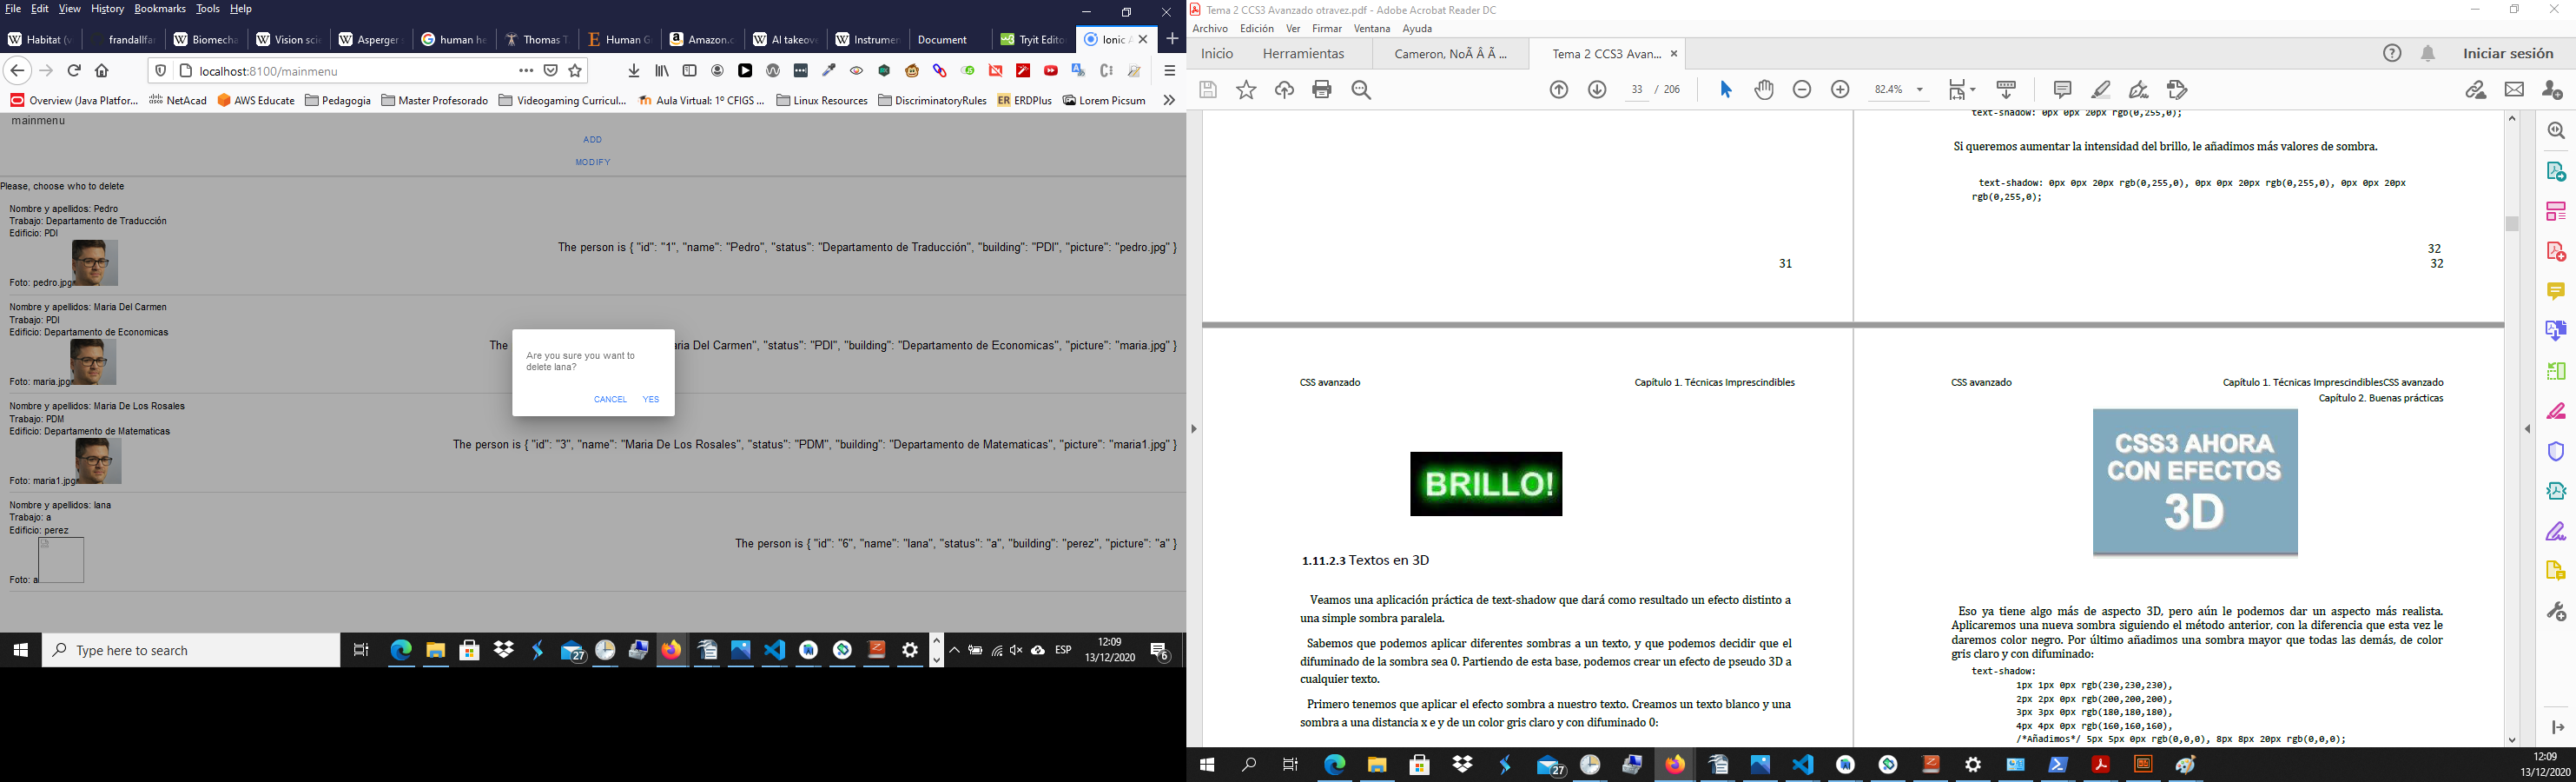 File Edit View History Bookmarks Tools Help
Habitat (w
frandallfar
Biomecha
Vision scie
Asperger s
human he
Thomas T.
Human G
Amazon.c
AI takeove
Instrumen
Document
Tryit Edito
Ionic A
localhost:8100/mainmenu
Overview (Java Platfor...
NetAcad
AWS Educate
Pedagogia
Master Profesorado
Videogaming Curricul...
Aula Virtual: 1º CFIGS ...
Linux Resources
DiscriminatoryRules
ERDPlus
Lorem Picsum
mainmenu
ADD
MODIFY
Please, choose who to delete
Nombre y apellidos: Pedro
Trabajo: Departamento de Traducción
Edificio: PDI
Foto: pedro.jpg
The person is { "id": "1", "name": "Pedro", "status": "Departamento de Traducción", "building": "PDI", "picture": "pedro.jpg" }
Nombre y apellidos: Maria Del Carmen
Trabajo: PDI
Edificio: Departamento de Economicas
Foto: maria.jpg
The
aria Del Carmen", "status": "PDI", "building": "Departamento de Economicas", "picture": "maria.jpg" }
Are you sure you want to
delete lana?
CANCEL YES
Nombre y apellidos: Maria De Los Rosales
Trabajo: PDM
Edificio: Departamento de Matematicas
Foto: maria1.jpg
The person is { "id": "3", "name": "Maria De Los Rosales", "status": "PDM", "building": "Departamento de Matematicas", "picture": "maria1.jpg" }
Nombre y apellidos: lana
Trabajo: a
Edificio: perez
Foto: a
The person is { "id": "6", "name": "lana", "status": "a", "building": "perez", "picture": "a" }
Type here to search
27
ESP
12:09
13/12/2020
6
Tema 2 CCS3 Avanzado otravez.pdf - Adobe Acrobat Reader DC
Archivo Edición Ver Firmar Ventana Ayuda
Inicio Herramientas
Cameron, NoÃ Â Ã ...
Tema 2 CCS3 Avan...
Iniciar sesión
33 / 206
82.4%
31
text-shadow: 0px 0px 20px rgb(0,255,0);
Si queremos aumentar la intensidad del brillo, le añadimos más valores de sombra.
text-shadow: 0px 0px 20px rgb(0,255,0), 0px 0px 20px rgb(0,255,0), 0px 0px 20px
rgb(0,255,0);
32
32
CSS avanzado
Capítulo 1. Técnicas Imprescindibles
BRILLO!
1.11.2.3 Textos en 3D
Veamos una aplicación práctica de text-shadow que dará como resultado un efecto distinto a
una simple sombra paralela.
Sabemos que podemos aplicar diferentes sombras a un texto, y que podemos decidir que el
difuminado de la sombra sea 0. Partiendo de esta base, podemos crear un efecto de pseudo 3D a
cualquier texto.
Primero tenemos que aplicar el efecto sombra a nuestro texto. Creamos un texto blanco y una
sombra a una distancia x e y de un color gris claro y con difuminado 0:
CSS avanzado
Capítulo 1. Técnicas ImprescindiblesCSS avanzado
Capítulo 2. Buenas prácticas
CSS3 AHORA
CON EFECTOS
3D
Eso ya tiene algo más de aspecto 3D, pero aún le podemos dar un aspecto más realista.
Aplicaremos una nueva sombra siguiendo el método anterior, con la diferencia que esta vez le
daremos color negro. Por último añadimos una sombra mayor que todas las demás, de color
gris claro y con difuminado:
text-shadow:
1px 1px 0px rgb(230,230,230),
2px 2px 0px rgb(200,200,200),
3px 3px 0px rgb(180,180,180),
4px 4px 0px rgb(160,160,160),
/*Añadimos*/ 5px 5px 0px rgb(0,0,0), 8px 8px 20px rgb(0,0,0);
27
12:09
13/12/2020